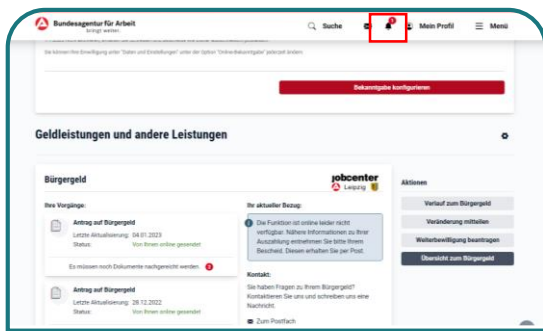 Bundesagentur für Arbeit
bringt weiter.
Suche
Mein Profil
Menü
Sie können Ihre Einwilligung unter "Daten und Einstellungen" unter der Option "Online-Bekanntgabe" jederzeit ändern.
Bekanntgabe konfigurieren
Geldleistungen und andere Leistungen
Bürgergeld
jobcenter
Leipzig
Ihre Vorgänge:
Antrag auf Bürgergeld
Letzte Aktualisierung: 04.01.2023
Status: Von Ihnen online gesendet
Es müssen noch Dokumente nachgereicht werden.
Antrag auf Bürgergeld
Letzte Aktualisierung: 28.12.2022
Status: Von Ihnen online gesendet
Ihr aktueller Bezug:
Die Funktion ist online leider nicht
verfügbar. Nähere Informationen zu Ihrer
Auszahlung entnehmen Sie bitte Ihrem
Bescheid. Diesen erhalten Sie per Post.
Kontakt:
Sie haben Fragen zu Ihrem Bürgergeld?
Kontaktieren Sie uns und schreiben uns eine
Nachricht.
Zum Postfach
Aktionen
Verlauf zum Bürgergeld
Veränderung mitteilen
Weiterbewilligung beantragen
Übersicht zum Bürgergeld